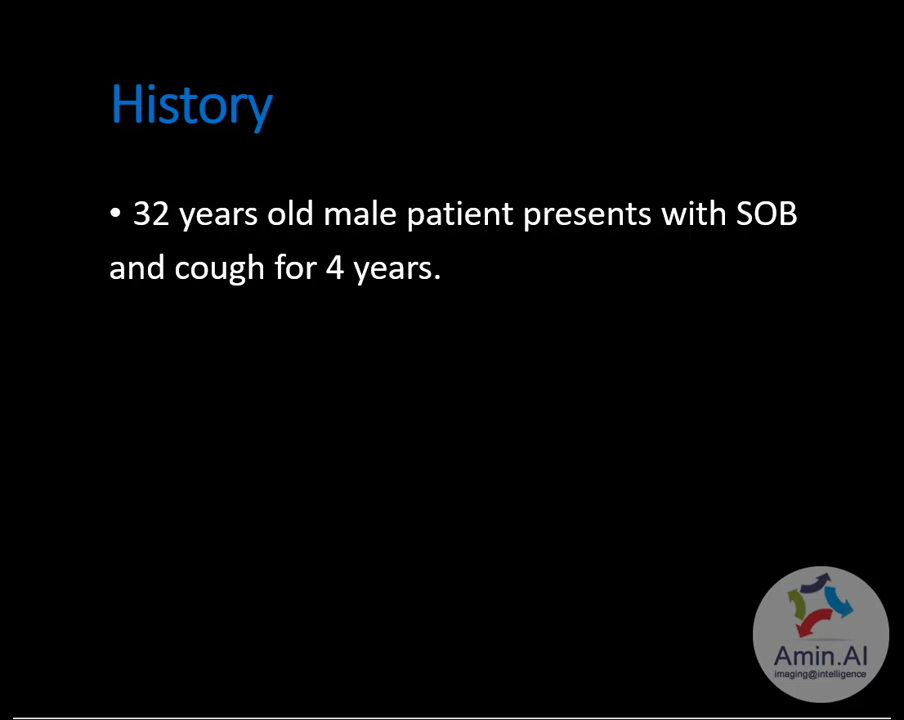 History
• 32 years old male patient presents with SOB
and cough for 4 years.
Amin.AI
imaging@intelligence